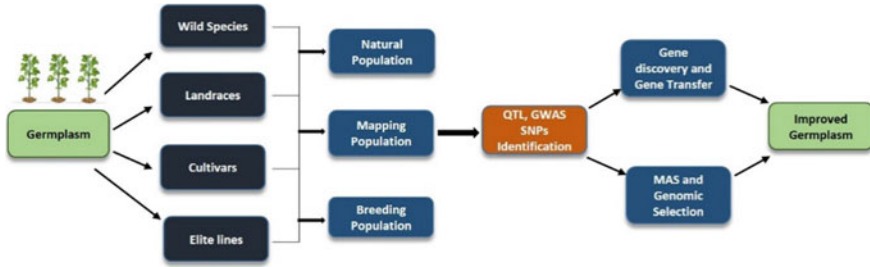 Germplasm
Wild Species
Landraces
Cultivars
Elite lines
Natural
Population
Mapping
Population
Breeding
Population
QTL, GWAS
SNPs
Identification
Gene
discovery and
Gene Transfer
MAS and
Genomic
Selection
Improved
Germplasm